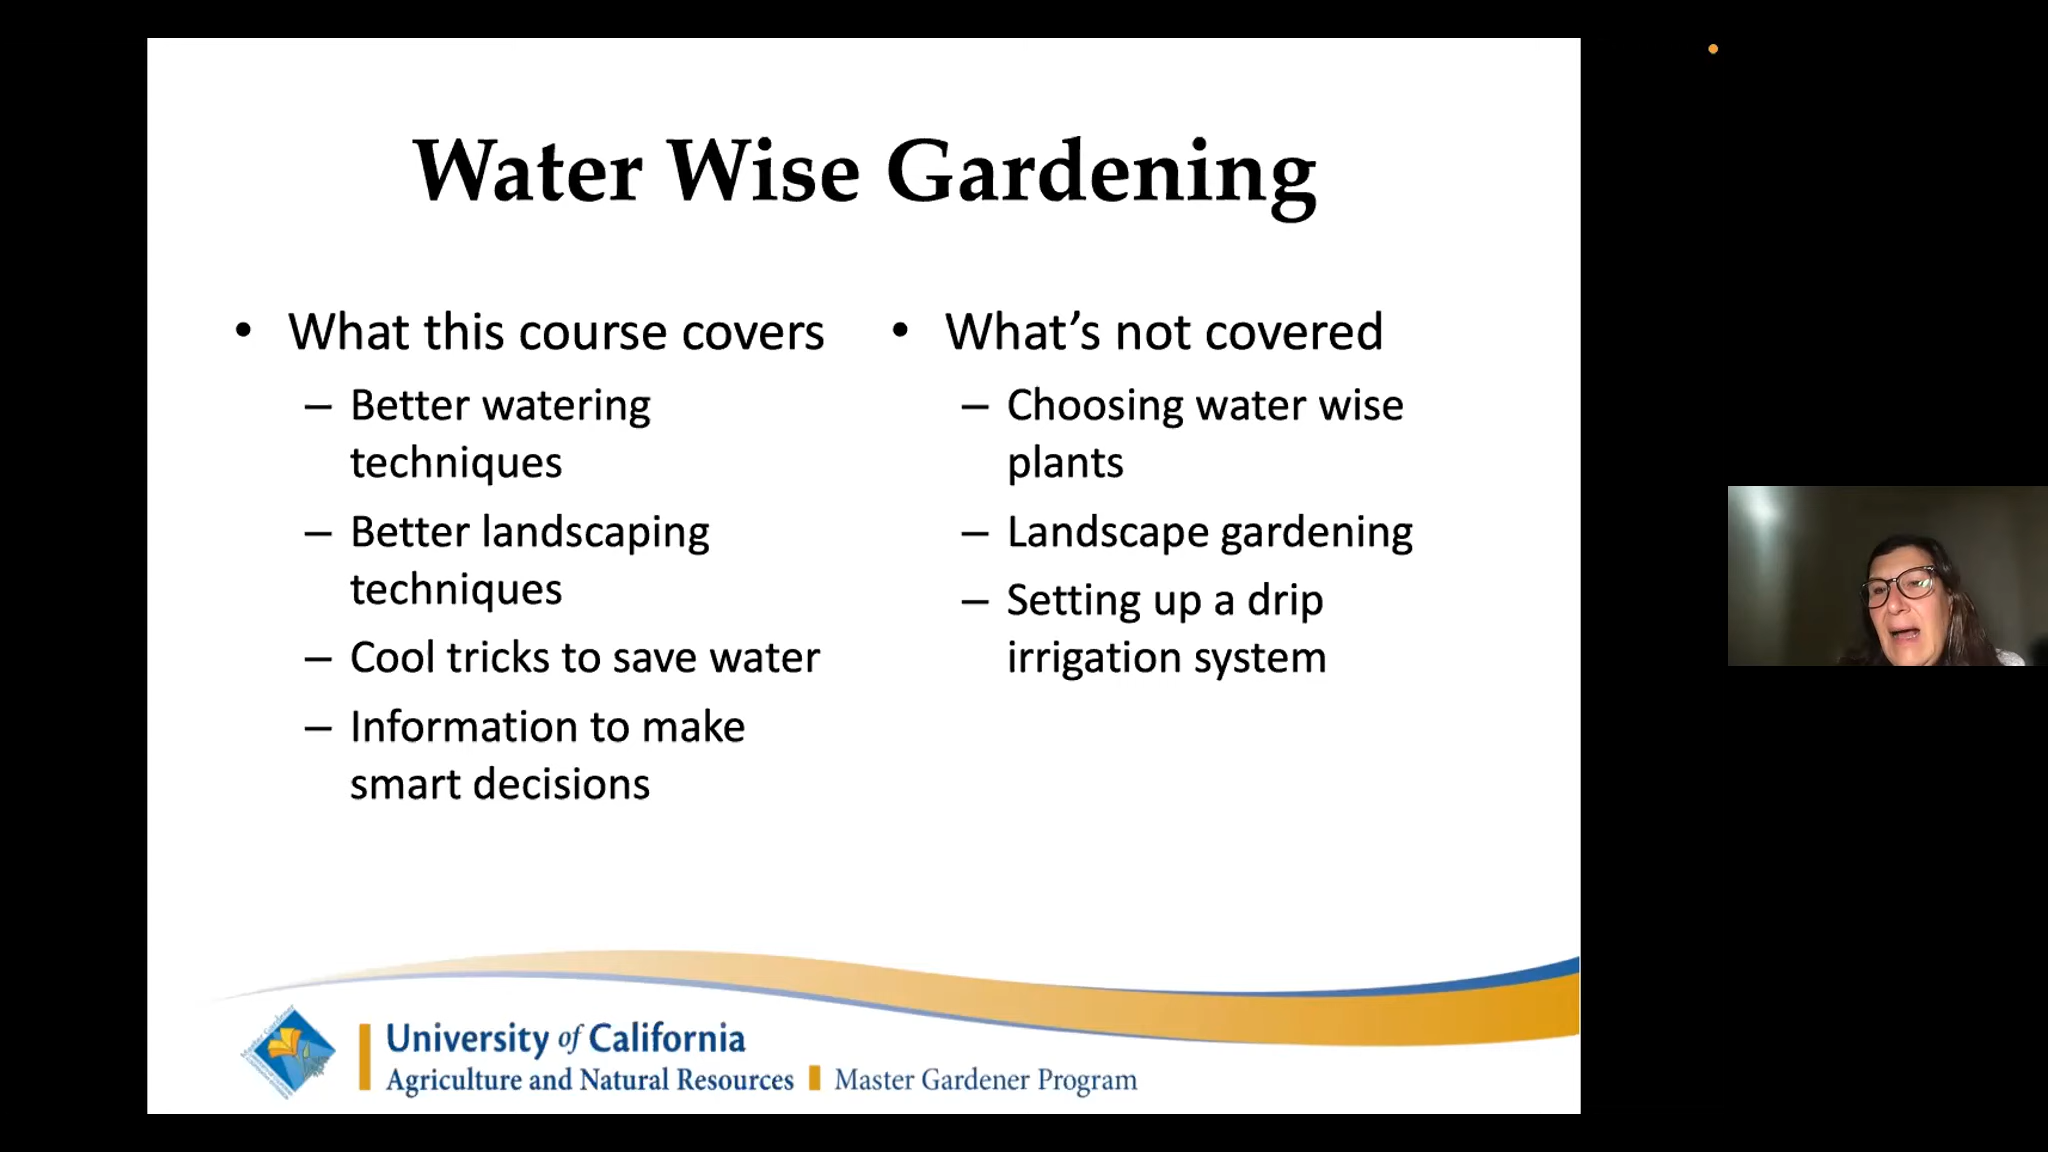 Water Wise Gardening
• What this course covers
– Better watering
techniques
– Better landscaping
techniques
– Cool tricks to save water
– Information to make
smart decisions
• What’s not covered
– Choosing water wise
plants
– Landscape gardening
– Setting up a drip
irrigation system
University of California
Agriculture and Natural Resources Master Gardener Program